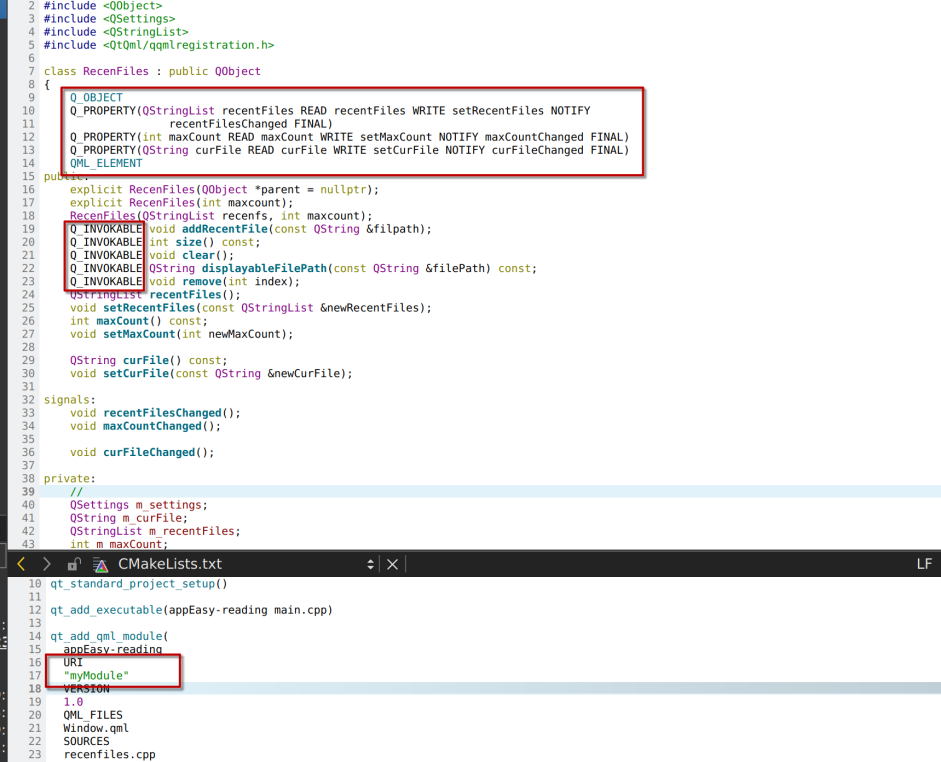 2 #include <QObject>
3 #include <QSettings>
4 #include <QStringList>
5 #include <QtQml/qqmlregistration.h>
6
7 class RecenFiles : public QObject
8 {
9 Q_OBJECT
10 Q_PROPERTY(QStringList recentFiles READ recentFiles WRITE setRecentFiles NOTIFY
11 recentFilesChanged FINAL)
12 Q_PROPERTY(int maxCount READ maxCount WRITE setMaxCount NOTIFY maxCountChanged FINAL)
13 Q_PROPERTY(QString curFile READ curFile WRITE setCurFile NOTIFY curFileChanged FINAL)
14 QML_ELEMENT
15 public:
16 explicit RecenFiles(QObject *parent = nullptr);
17 explicit RecenFiles(int maxcount);
18 RecenFiles(QStringList recenfs, int maxcount);
19 Q_INVOKABLE void addRecentFile(const QString &filpath);
20 Q_INVOKABLE int size() const;
21 Q_INVOKABLE void clear();
22 Q_INVOKABLE QString displayableFilePath(const QString &filePath) const;
23 Q_INVOKABLE void remove(int index);
24 QStringList recentFiles();
25 void setRecentFiles(const QStringList &newRecentFiles);
26 int maxCount() const;
27 void setMaxCount(int newMaxCount);
28
29 QString curFile() const;
30 void setCurFile(const QString &newCurFile);
31
32 signals:
33 void recentFilesChanged();
34 void maxCountChanged();
35
36 void curFileChanged();
37
38 private:
39 //
40 QSettings m_settings;
41 QString m_curFile;
42 QStringList m_recentFiles;
43 int m_maxCount;
CMakeLists.txt LF
10 qt_standard_project_setup()
11
12 qt_add_executable(appEasy-reading main.cpp)
13
14 qt_add_qml_module(
15 appEasy-reading
16 URI
17 "myModule"
18 VERSION
19 1.0
20 QML_FILES
21 Window.qml
22 SOURCES
23 recenfiles.cpp